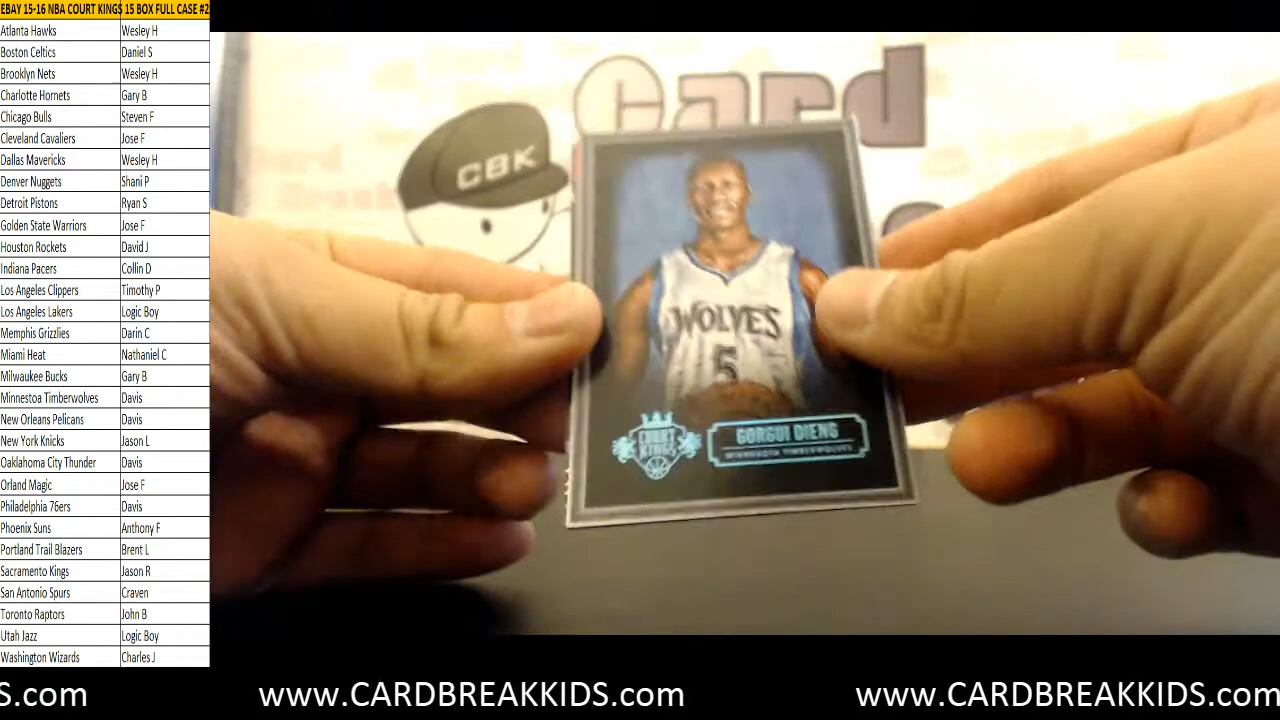 EBAY 15-16 NBA COURT KINGS 15 BOX FULL CASE #2
Atlanta Hawks Wesley H
Boston Celtics Daniel S
Brooklyn Nets Wesley H
Charlotte Hornets Gary B
Chicago Bulls Steven F
Cleveland Cavaliers Jose F
Dallas Mavericks Wesley H
Denver Nuggets Shani P
Detroit Pistons Ryan S
Golden State Warriors Jose F
Houston Rockets David J
Indiana Pacers Collin D
Los Angeles Clippers Timothy P
Los Angeles Lakers Logic Boy
Memphis Grizzlies Darin C
Miami Heat Nathaniel C
Milwaukee Bucks Gary B
Minnestoa Timberwolves Davis
New Orleans Pelicans Davis
New York Knicks Jason L
Oaklahoma City Thunder Davis
Orland Magic Jose F
Philadelphia 76ers Davis
Phoenix Suns Anthony F
Portland Trail Blazers Brent L
Sacramento Kings Jason R
San Antonio Spurs Craven
Toronto Raptors John B
Utah Jazz Logic Boy
Washington Wizards Charles J
Card
CBK
WOLVES
5
COURT
KINGS
GORGUI DIENG
MINNESOTA TIMBERWOLVES
S.com www.CARDBREAKKIDS.com www.CARDBREAKKIDS.com